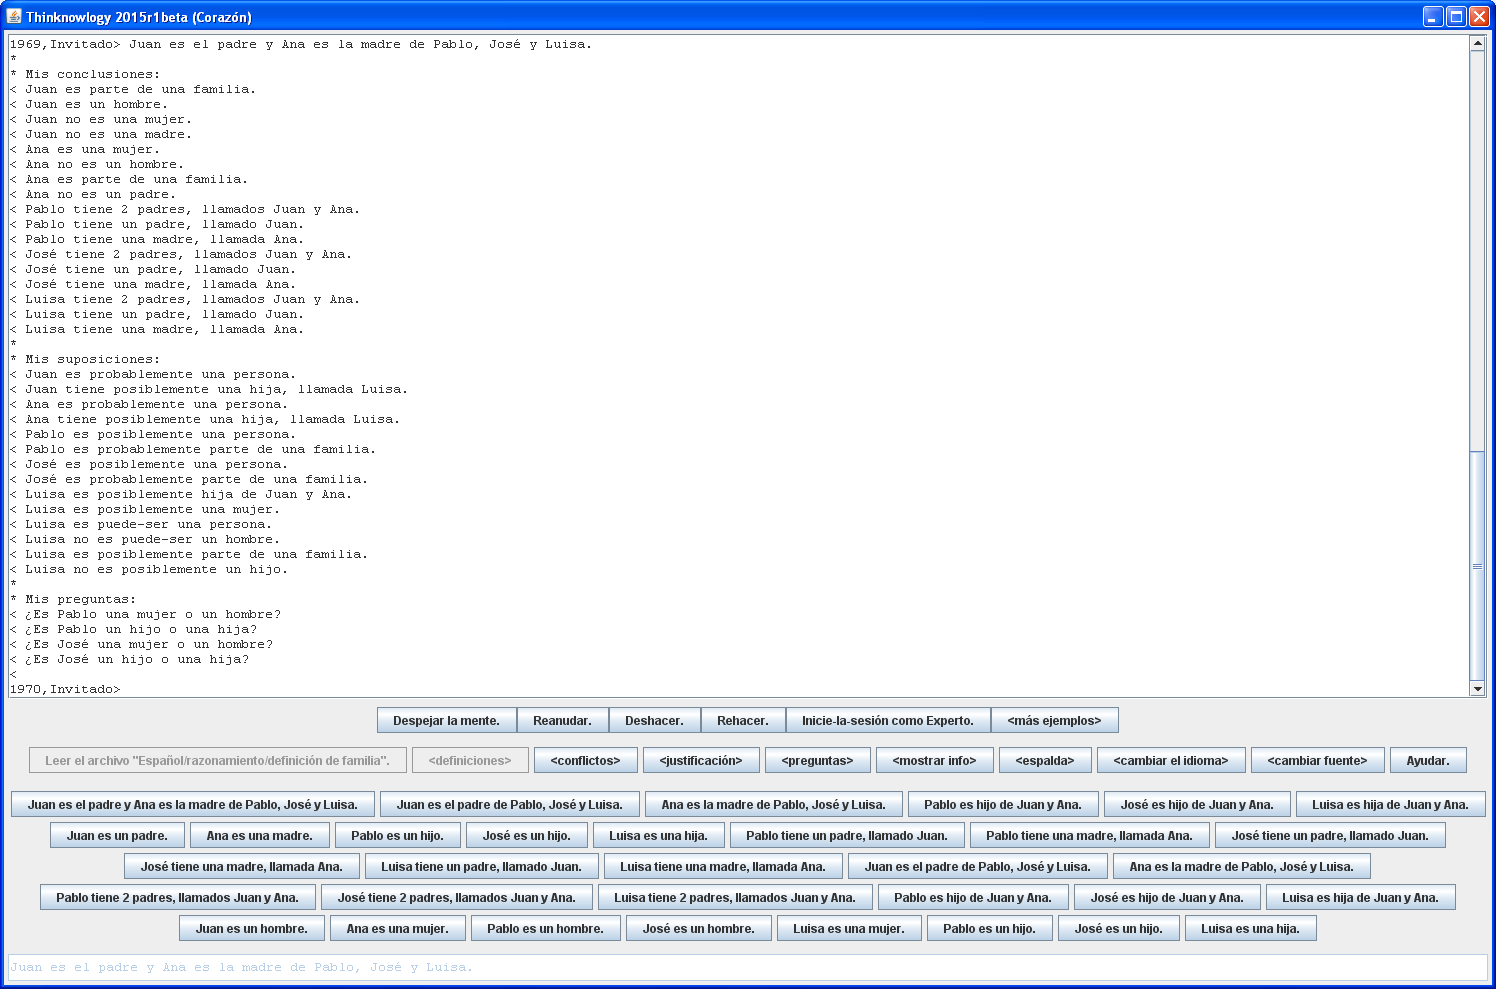 Thinknowlogy 2015r1beta (Corazón)
1969,Invitado> Juan es el padre y Ana es la madre de Pablo, José y Luisa.
*
* Mis conclusiones:
< Juan es parte de una familia.
< Juan es un hombre.
< Juan no es una mujer.
< Juan no es una madre.
< Ana es una mujer.
< Ana no es un hombre.
< Ana es parte de una familia.
< Ana no es un padre.
< Pablo tiene 2 padres, llamados Juan y Ana.
< Pablo tiene un padre, llamado Juan.
< Pablo tiene una madre, llamada Ana.
< José tiene 2 padres, llamados Juan y Ana.
< José tiene un padre, llamado Juan.
< José tiene una madre, llamada Ana.
< Luisa tiene 2 padres, llamados Juan y Ana.
< Luisa tiene un padre, llamado Juan.
< Luisa tiene una madre, llamada Ana.
*
* Mis suposiciones:
< Juan es probablemente una persona.
< Juan tiene posiblemente una hija, llamada Luisa.
< Ana es probablemente una persona.
< Ana tiene posiblemente una hija, llamada Luisa.
< Pablo es posiblemente una persona.
< Pablo es probablemente parte de una familia.
< José es posiblemente una persona.
< José es probablemente parte de una familia.
< Luisa es posiblemente hija de Juan y Ana.
< Luisa es posiblemente una mujer.
< Luisa es puede-ser una persona.
< Luisa no es puede-ser un hombre.
< Luisa es posiblemente parte de una familia.
< Luisa no es posiblemente un hijo.
*
* Mis preguntas:
< ¿Es Pablo una mujer o un hombre?
< ¿Es Pablo un hijo o una hija?
< ¿Es José una mujer o un hombre?
< ¿Es José un hijo o una hija?
<
1970,Invitado>
Despejar la mente. Reanudar. Deshacer. Rehacer. Inicie-la-sesión como Experto. <más ejemplos>
Leer el archivo "Español/razonamiento/definición de familia". <definiciones> <conflictos> <justificación> <preguntas> <mostrar info> <espalda> <cambiar el idioma> <cambiar fuente> Ayudar.
Juan es el padre y Ana es la madre de Pablo, José y Luisa. Juan es el padre de Pablo, José y Luisa. Ana es la madre de Pablo, José y Luisa. Pablo es hijo de Juan y Ana. José es hijo de Juan y Ana. Luisa es hija de Juan y Ana.
Juan es un padre. Ana es una madre. Pablo es un hijo. José es un hijo. Luisa es una hija. Pablo tiene un padre, llamado Juan. Pablo tiene una madre, llamada Ana. José tiene un padre, llamado Juan.
José tiene una madre, llamada Ana. Luisa tiene un padre, llamado Juan. Luisa tiene una madre, llamada Ana. Juan es el padre de Pablo, José y Luisa. Ana es la madre de Pablo, José y Luisa.
Pablo tiene 2 padres, llamados Juan y Ana. José tiene 2 padres, llamados Juan y Ana. Luisa tiene 2 padres, llamados Juan y Ana. Pablo es hijo de Juan y Ana. José es hijo de Juan y Ana. Luisa es hija de Juan y Ana.
Juan es un hombre. Ana es una mujer. Pablo es un hombre. José es un hombre. Luisa es una mujer. Pablo es un hijo. José es un hijo. Luisa es una hija.
Juan es el padre y Ana es la madre de Pablo, José y Luisa.